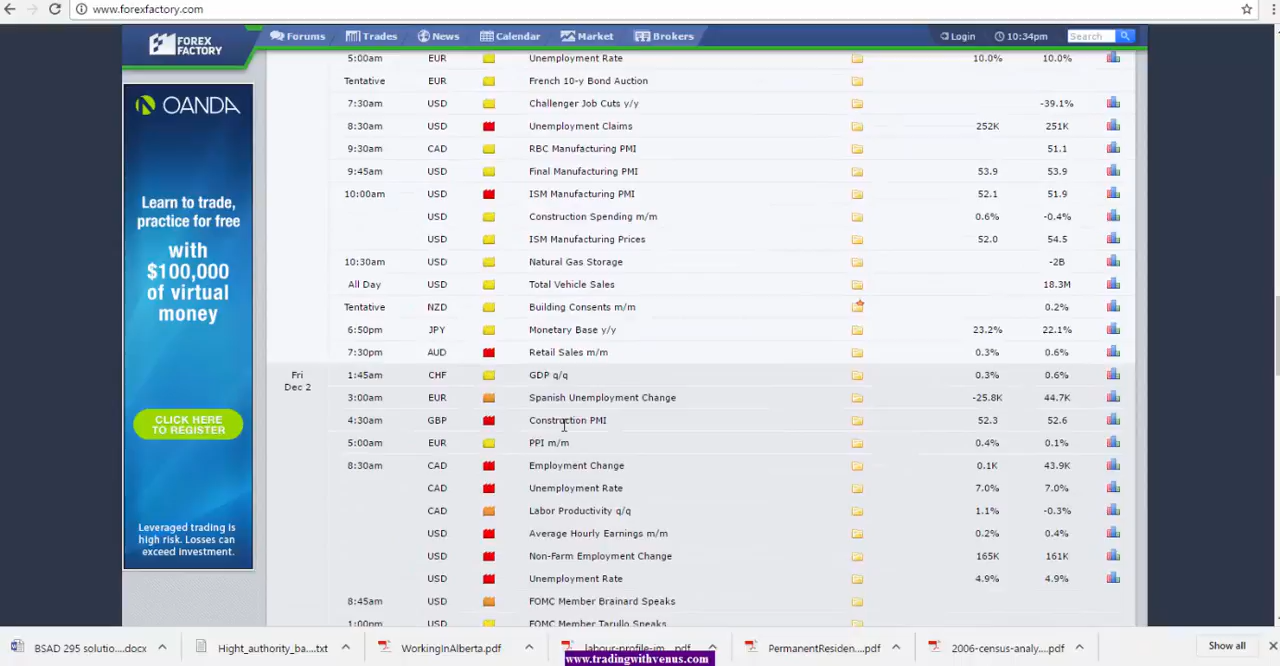 www.forexfactory.com
FOREX FACTORY
Forums Trades News Calendar Market Brokers Login 10:34pm Search
5:00am EUR Unemployment Rate 10.0% 10.0%
Tentative EUR French 10-y Bond Auction
7:30am USD Challenger Job Cuts y/y -39.1%
8:30am USD Unemployment Claims 252K 251K
9:30am CAD RBC Manufacturing PMI 51.1
9:45am USD Final Manufacturing PMI 53.9 53.9
10:00am USD ISM Manufacturing PMI 52.1 51.9
USD Construction Spending m/m 0.6% -0.4%
USD ISM Manufacturing Prices 52.0 54.5
10:30am USD Natural Gas Storage -2B
All Day USD Total Vehicle Sales 18.3M
Tentative NZD Building Consents m/m 0.2%
6:50pm JPY Monetary Base y/y 23.2% 22.1%
7:30pm AUD Retail Sales m/m 0.3% 0.6%
Fri Dec 2 1:45am CHF GDP q/q 0.3% 0.6%
3:00am EUR Spanish Unemployment Change -25.8K 44.7K
4:30am GBP Construction PMI 52.3 52.6
5:00am EUR PPI m/m 0.4% 0.1%
8:30am CAD Employment Change 0.1K 43.9K
CAD Unemployment Rate 7.0% 7.0%
CAD Labor Productivity q/q 1.1% -0.3%
USD Average Hourly Earnings m/m 0.2% 0.4%
USD Non-Farm Employment Change 165K 161K
USD Unemployment Rate 4.9% 4.9%
8:45am USD FOMC Member Brainard Speaks
1:00pm USD FOMC Member Tarullo Speaks
OANDA
Learn to trade,
practice for free
with
$100,000
of virtual
money
CLICK HERE
TO REGISTER
Leveraged trading is
high risk. Losses can
exceed investment.
BSAD 295 solutio....docx Hight_authority_ba....txt WorkingInAlberta.pdf labour-profile-im....pdf PermanentResiden....pdf 2006-census-analy....pdf Show all
www.tradingwithvenus.com